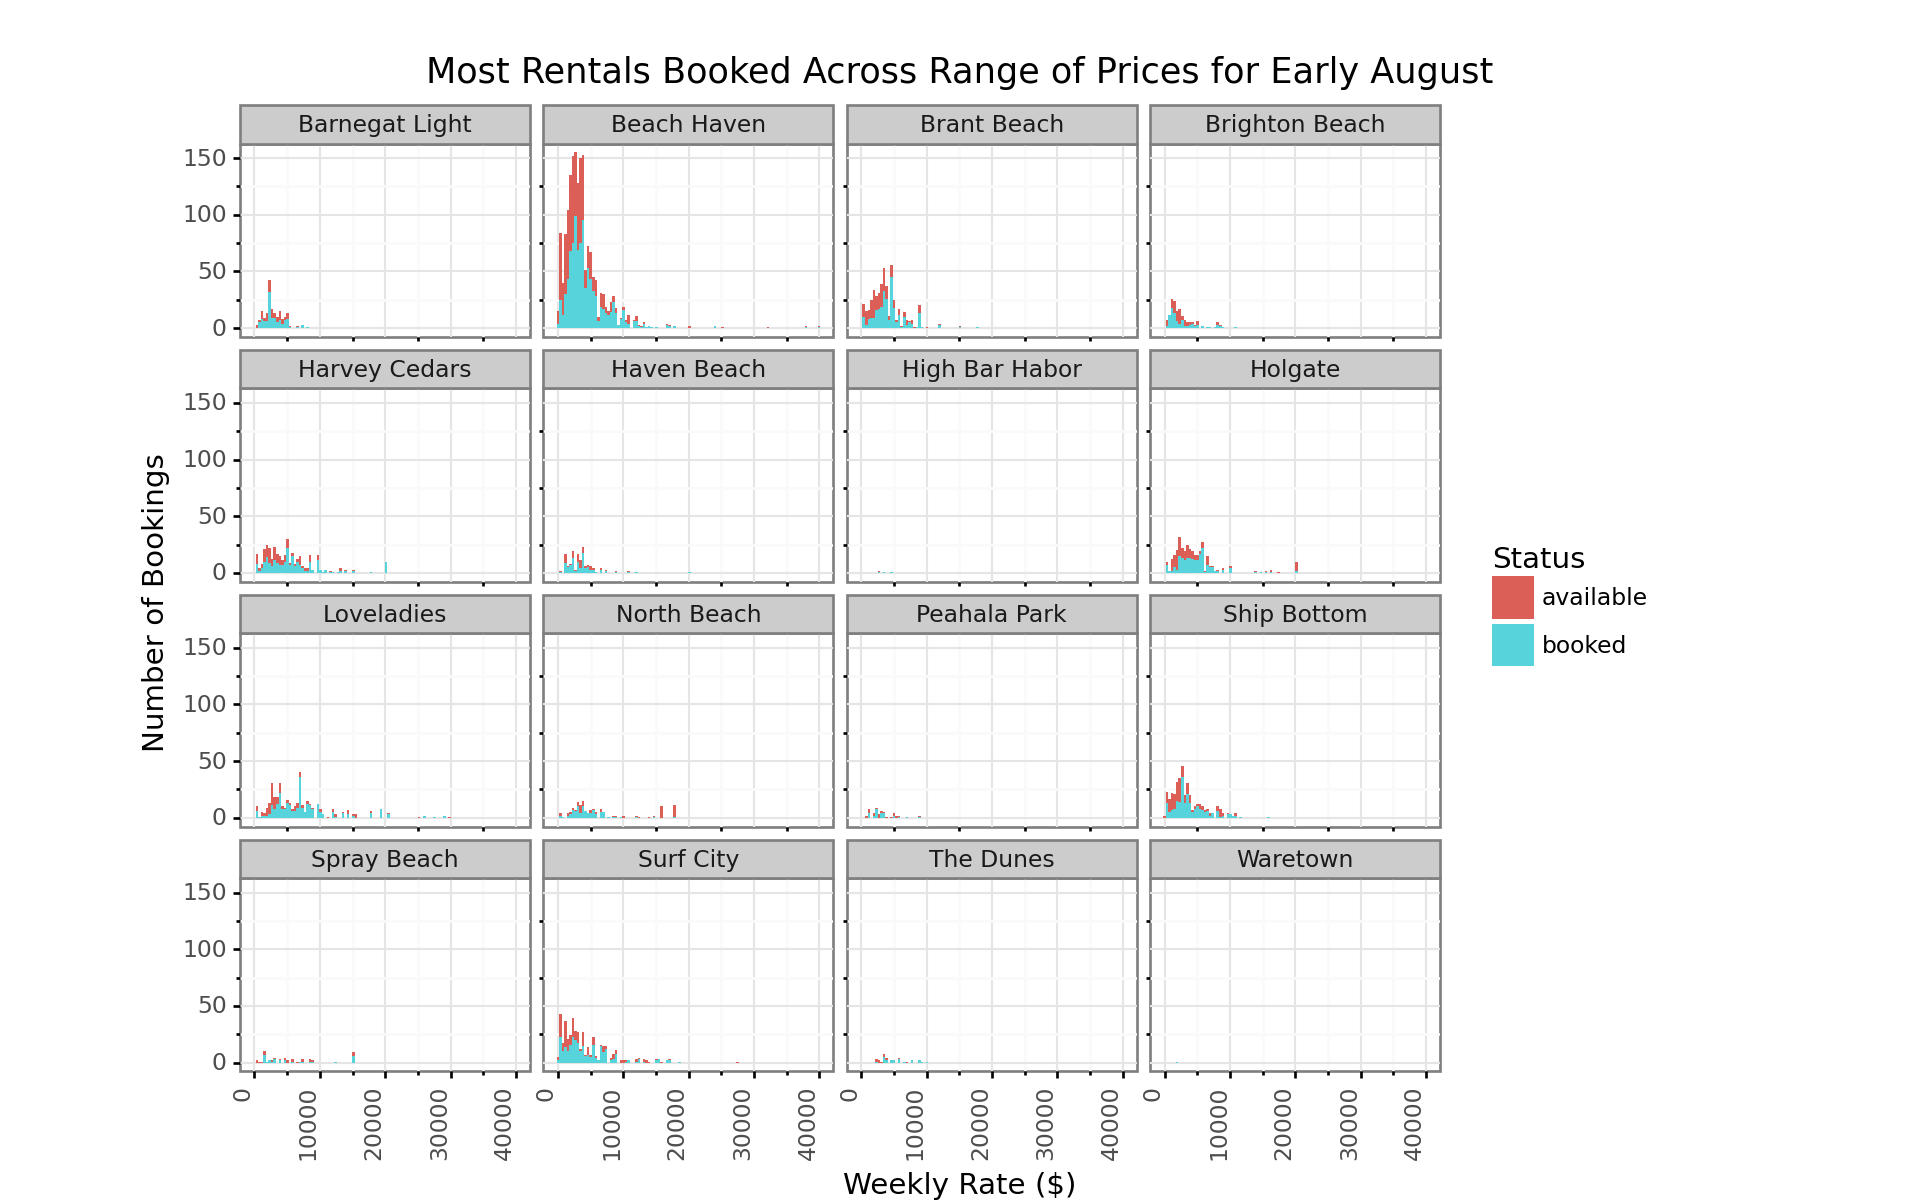 Most Rentals Booked Across Range of Prices for Early August
Barnegat Light
Beach Haven
Brant Beach
Brighton Beach
150
100
50
0
Harvey Cedars
Haven Beach
High Bar Harbor
Holgate
150
100
50
0
Loveladies
North Beach
Peahala Park
Ship Bottom
150
100
50
0
Spray Beach
Surf City
The Dunes
Waretown
150
100
50
0
0 10000 20000 30000 40000
0 10000 20000 30000 40000
0 10000 20000 30000 40000
0 10000 20000 30000 40000
Number of Bookings
Weekly Rate ($)
Status
available
booked